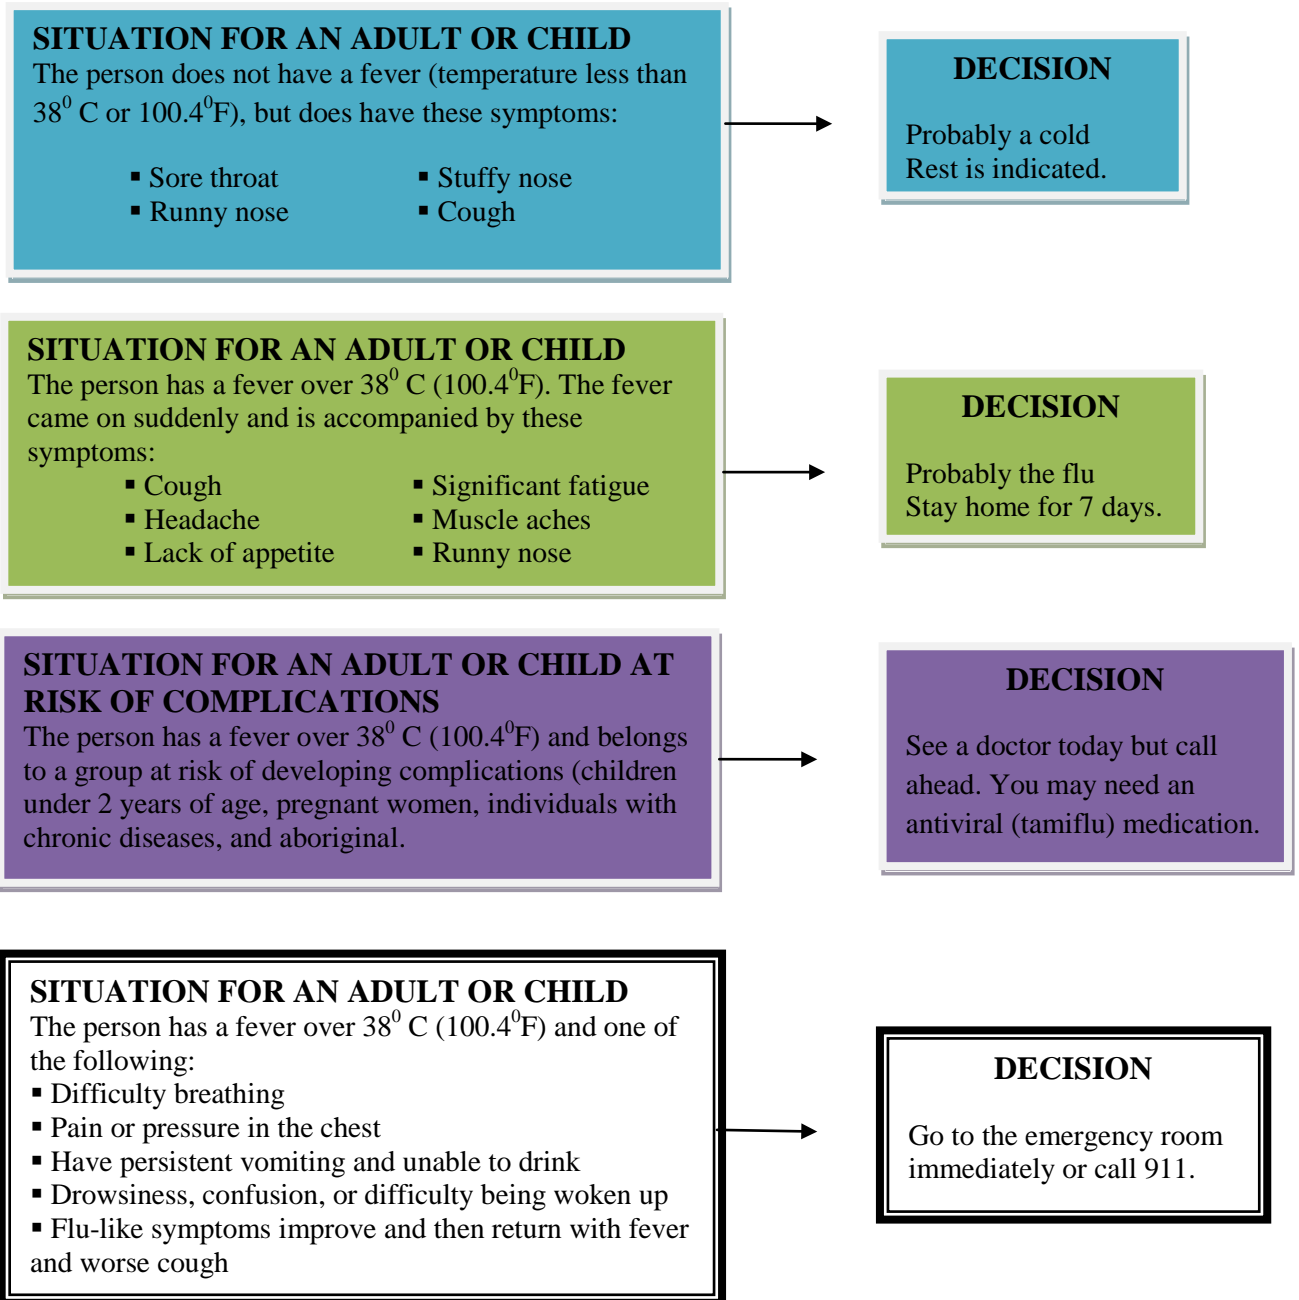 SITUATION FOR AN ADULT OR CHILD
The person does not have a fever (temperature less than
38⁰ C or 100.4⁰F), but does have these symptoms:
▪ Sore throat ▪ Stuffy nose
▪ Runny nose ▪ Cough
DECISION
Probably a cold
Rest is indicated.
SITUATION FOR AN ADULT OR CHILD
The person has a fever over 38⁰ C (100.4⁰F). The fever
came on suddenly and is accompanied by these
symptoms:
▪ Cough ▪ Significant fatigue
▪ Headache ▪ Muscle aches
▪ Lack of appetite ▪ Runny nose
DECISION
Probably the flu
Stay home for 7 days.
SITUATION FOR AN ADULT OR CHILD AT
RISK OF COMPLICATIONS
The person has a fever over 38⁰ C (100.4⁰F) and belongs
to a group at risk of developing complications (children
under 2 years of age, pregnant women, individuals with
chronic diseases, and aboriginal.
DECISION
See a doctor today but call
ahead. You may need an
antiviral (tamiflu) medication.
SITUATION FOR AN ADULT OR CHILD
The person has a fever over 38⁰ C (100.4⁰F) and one of
the following:
▪ Difficulty breathing
▪ Pain or pressure in the chest
▪ Have persistent vomiting and unable to drink
▪ Drowsiness, confusion, or difficulty being woken up
▪ Flu-like symptoms improve and then return with fever
and worse cough
DECISION
Go to the emergency room
immediately or call 911.